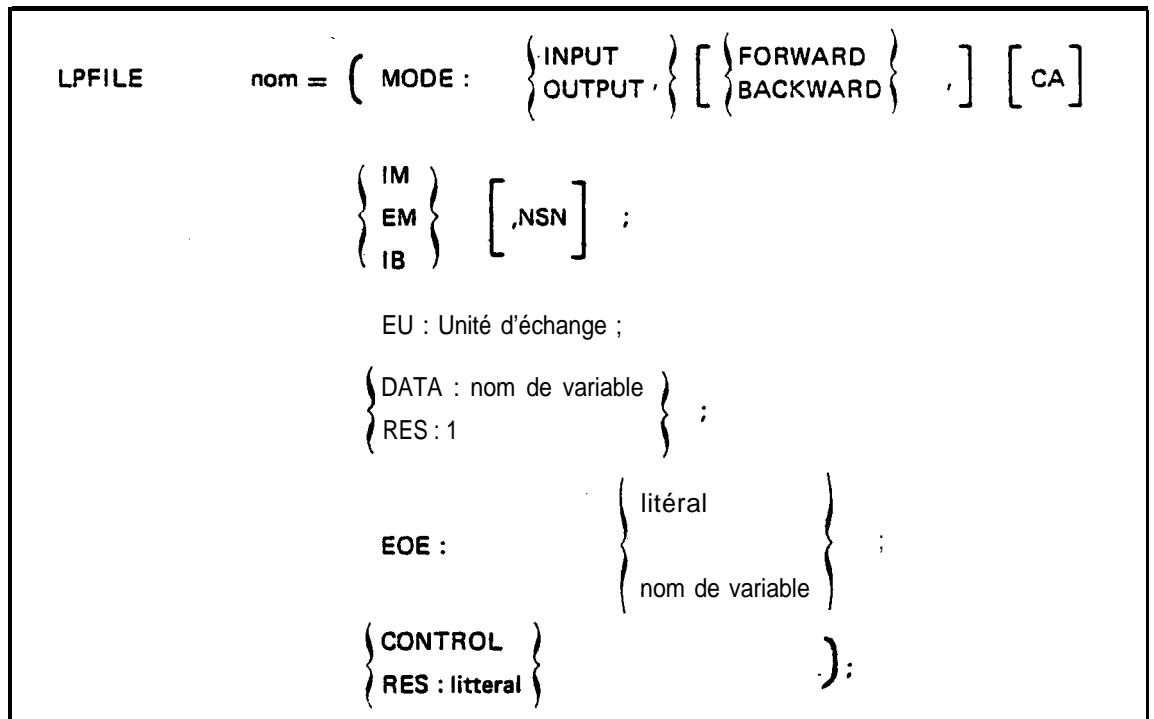 LPFILE nom = ( MODE : { INPUT { [ { FORWARD { ,] [ CA ]
OUTPUT , BACKWARD
{ IM }
EM [ ,NSN ] ;
IB
EU : Unité d'échange ;
{ DATA : nom de variable } ;
RES : 1
litéral
EOE : { } ;
nom de variable
{ CONTROL } ) ;
RES : litteral